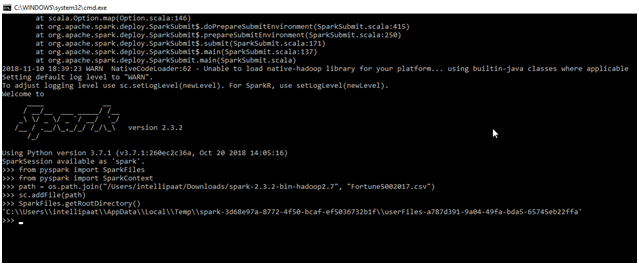 C:\WINDOWS\system32\cmd.exe
at scala.Option.map(Option.scala:146)
at org.apache.spark.deploy.SparkSubmit$.doPrepareSubmitEnvironment(SparkSubmit.scala:415)
at org.apache.spark.deploy.SparkSubmit$.prepareSubmitEnvironment(SparkSubmit.scala:250)
at org.apache.spark.deploy.SparkSubmit$.submit(SparkSubmit.scala:171)
at org.apache.spark.deploy.SparkSubmit$.main(SparkSubmit.scala:137)
at org.apache.spark.deploy.SparkSubmit.main(SparkSubmit.scala)
2018-11-10 18:39:23 WARN  NativeCodeLoader:62 - Unable to load native-hadoop library for your platform... using builtin-java classes where applicable
Setting default log level to "WARN".
To adjust logging level use sc.setLogLevel(newLevel). For SparkR, use setLogLevel(newLevel).
Welcome to
Spark version 2.3.2
Using Python version 3.7.1 (v3.7.1:260ec2c36a, Oct 20 2018 14:05:16)
SparkSession available as 'spark'.
>>> from pyspark import SparkFiles
>>> from pyspark import SparkContext
>>> path = os.path.join("/Users/intellipaat/Downloads/spark-2.3.2-bin-hadoop2.7", "Fortune5002017.csv")
>>> sc.addFile(path)
>>> SparkFiles.getRootDirectory()
'C:\\Users\\intellipaat\\AppData\\Local\\Temp\\spark-3d68e97a-8772-4f50-bcaf-ef5036732b1f\\userFiles-a787d391-9a04-49fa-bda5-65745eb22ffa'
>>>